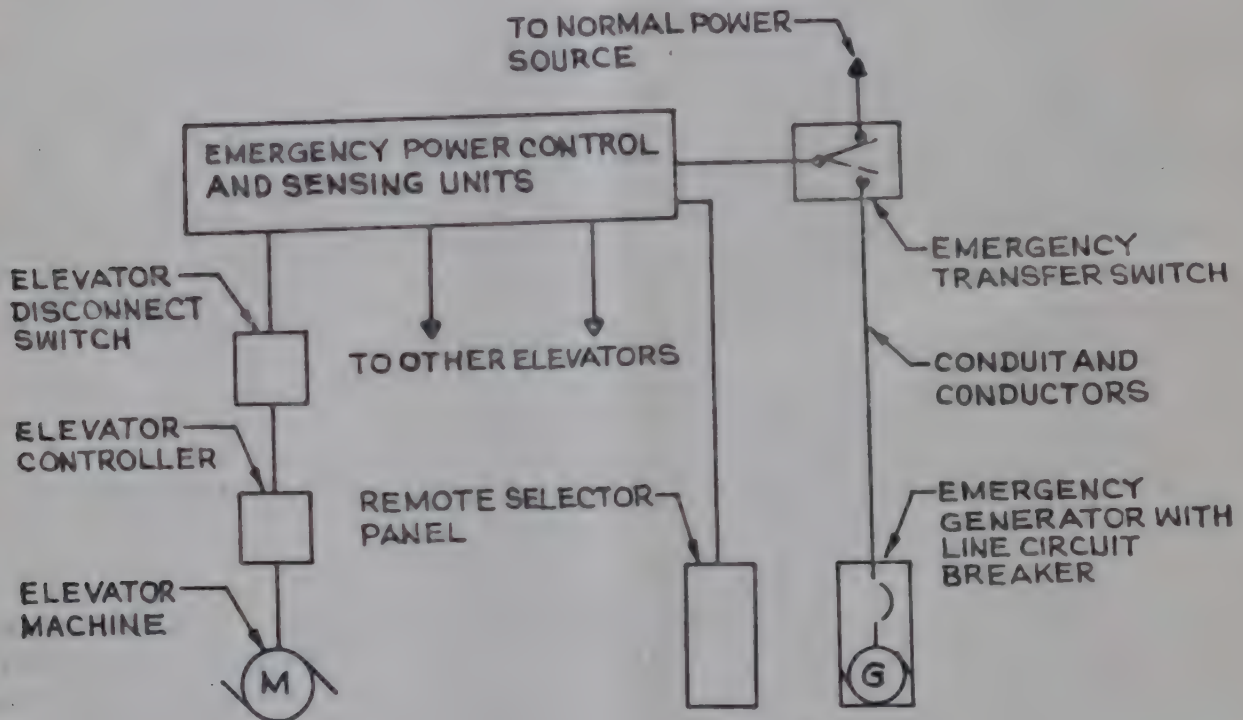 TO NORMAL POWER
SOURCE
EMERGENCY POWER CONTROL
AND SENSING UNITS
EMERGENCY
TRANSFER SWITCH
ELEVATOR
DISCONNECT
SWITCH
TO OTHER ELEVATORS
CONDUIT AND
CONDUCTORS
ELEVATOR
CONTROLLER
REMOTE SELECTOR
PANEL
EMERGENCY
GENERATOR WITH
LINE CIRCUIT
BREAKER
ELEVATOR
MACHINE
M
G